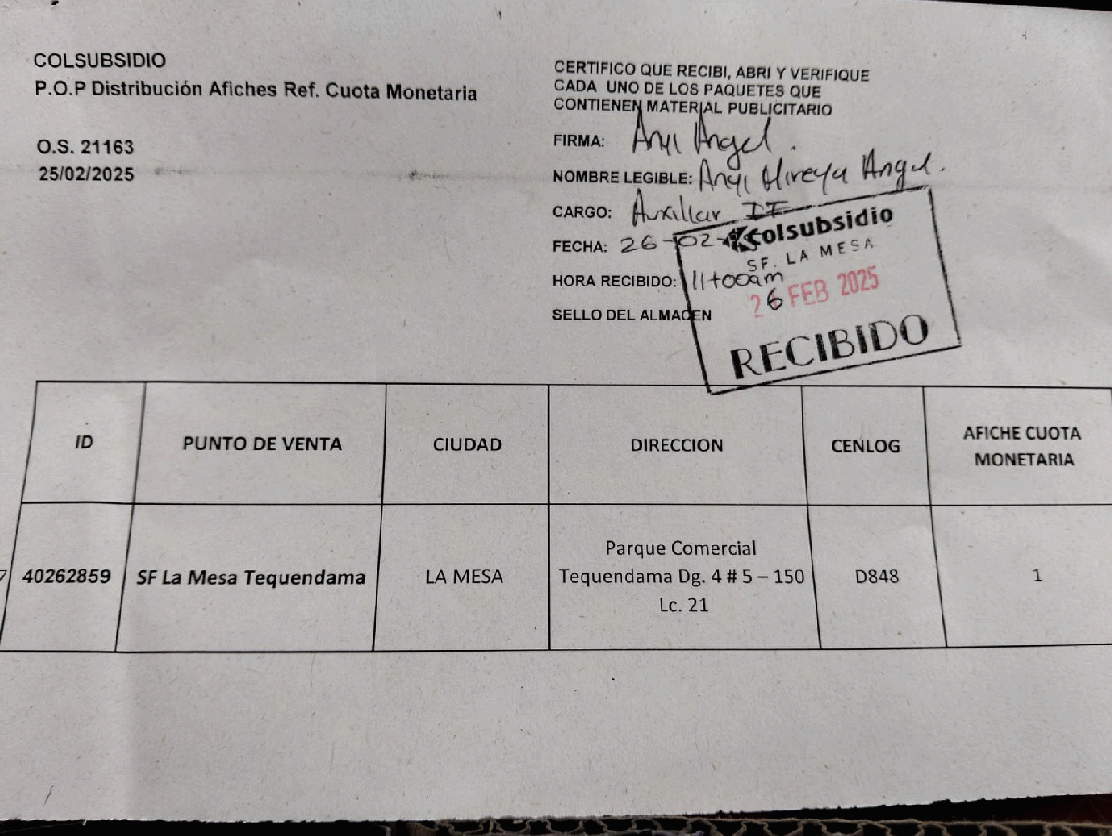 COLSUBSIDIO
P.O.P Distribución Afiches Ref. Cuota Monetaria
O.S. 21163
25/02/2025
CERTIFICO QUE RECIBI, ABRI Y VERIFIQUE
CADA UNO DE LOS PAQUETES QUE
CONTIENEN MATERIAL PUBLICITARIO
FIRMA: Anyi Angel.
NOMBRE LEGIBLE: Anyi Mireya Angel.
CARGO: Auxiliar II
FECHA: 26-02-
HORA RECIBIDO: 11+00am
SELLO DEL ALMACEN
Colsubsidio
SF. LA MESA
26 FEB 2025
RECIBIDO
ID PUNTO DE VENTA CIUDAD DIRECCION CENLOG AFICHE CUOTA MONETARIA
40262859 SF La Mesa Tequendama LA MESA Parque Comercial Tequendama Dg. 4 # 5 – 150 Lc. 21 D848 1